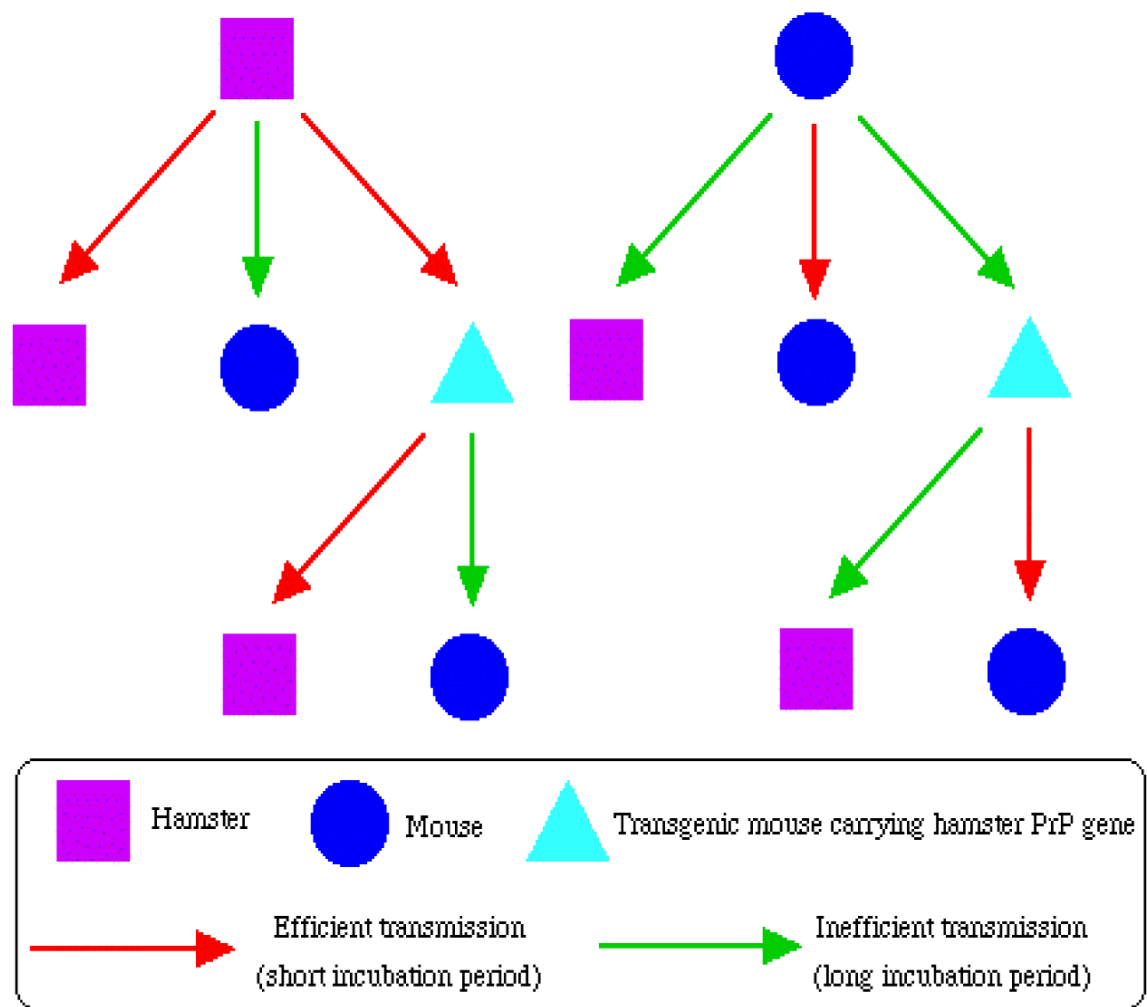 Hamster
Mouse
Transgenic mouse carrying hamster PrP gene
Efficient transmission
(short incubation period)
Inefficient transmission
(long incubation period)